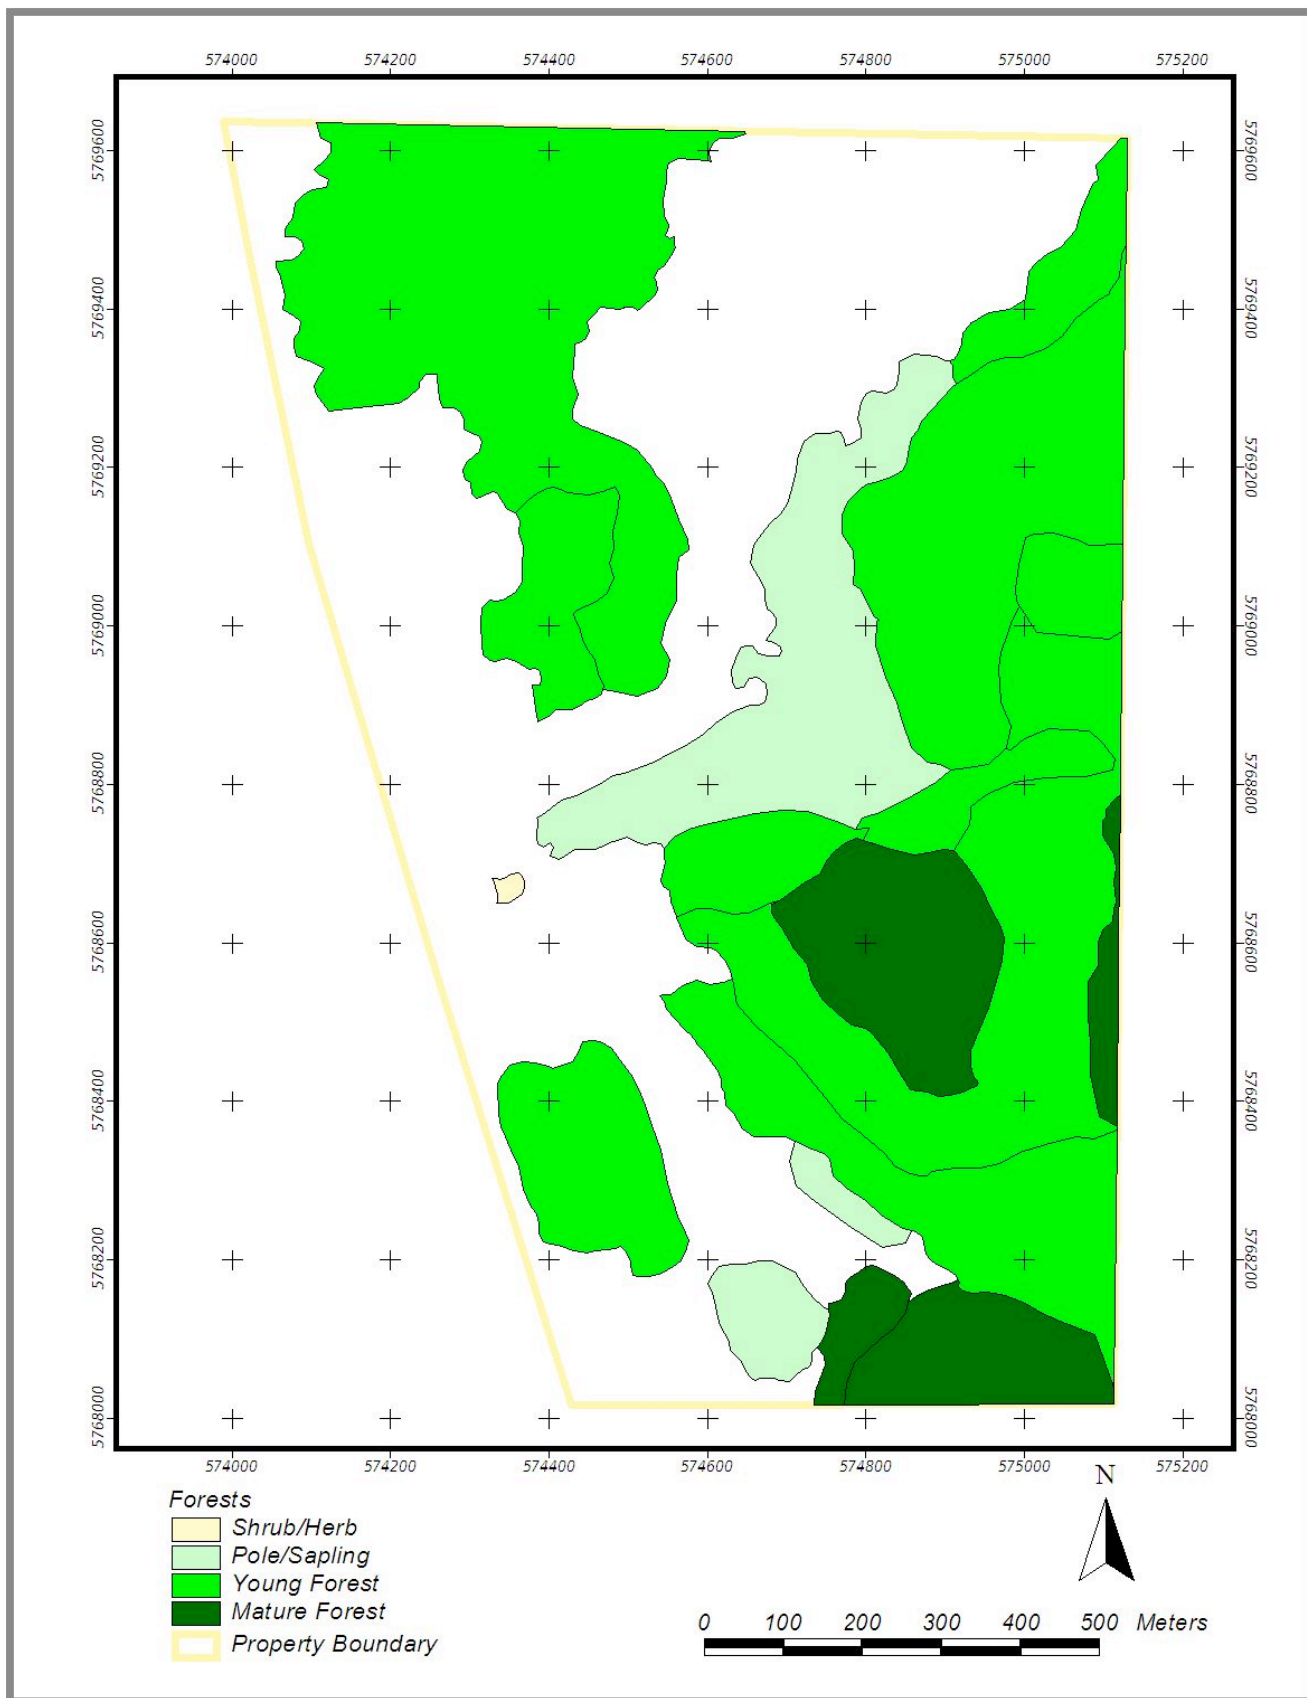 574000 574200 574400 574600 574800 575000 575200
5769600 5769600
5769400 5769400
5769200 5769200
5769000 5769000
5768800 5768800
5768600 5768600
5768400 5768400
5768200 5768200
5768000 5768000
574000 574200 574400 574600 574800 575000 575200
N
Forests
Shrub/Herb
Pole/Sapling
Young Forest
Mature Forest
Property Boundary
0 100 200 300 400 500 Meters